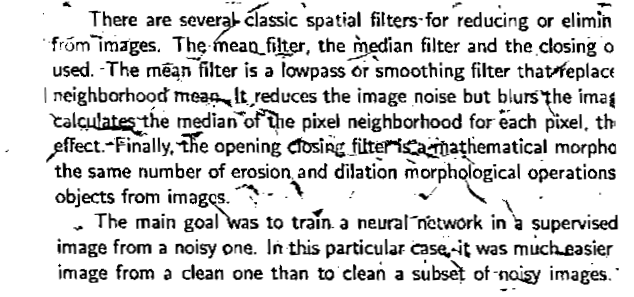 There are several classic spatial filters for reducing or elimin
from images. The mean filter, the median filter and the closing o
used. The mean filter is a lowpass or smoothing filter that replace
neighborhood mean. It reduces the image noise but blurs the imag
calculates the median of the pixel neighborhood for each pixel, th
effect. Finally, the opening closing filter is a mathematical morpho
the same number of erosion and dilation morphological operations
objects from images.
The main goal was to train a neural network in a supervised
image from a noisy one. In this particular case, it was much easier
image from a clean one than to clean a subset of noisy images.